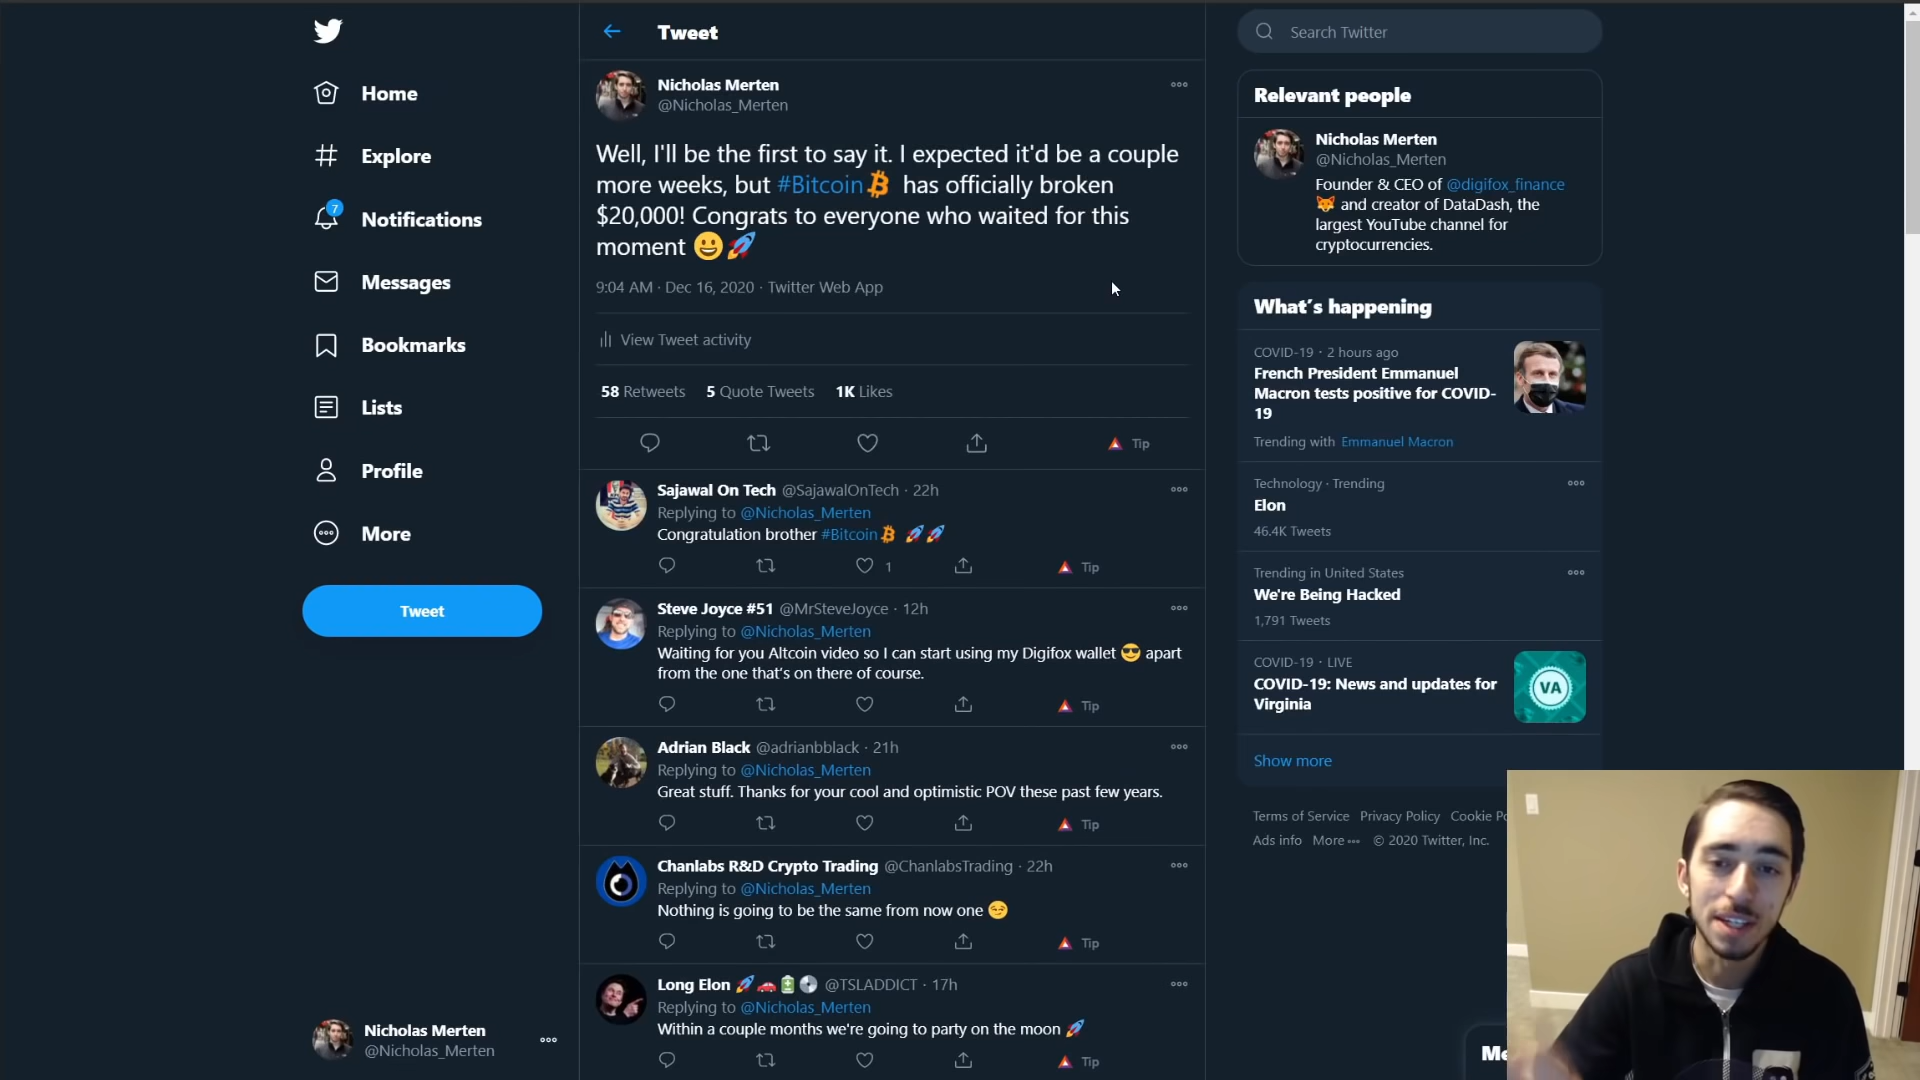 Home
Explore
7
Notifications
Messages
Bookmarks
Lists
Profile
More
Tweet
Nicholas Merten
@Nicholas_Merten
Tweet
Nicholas Merten
@Nicholas_Merten
Well, I'll be the first to say it. I expected it'd be a couple
more weeks, but #Bitcoin has officially broken
$20,000! Congrats to everyone who waited for this
moment 😀🚀
9:04 AM · Dec 16, 2020 · Twitter Web App
View Tweet activity
58 Retweets 5 Quote Tweets 1K Likes
Tip
Sajawal On Tech @SajawalOnTech · 22h
Replying to @Nicholas_Merten
Congratulation brother #Bitcoin 🚀🚀
1 Tip
Steve Joyce #51 @MrSteveJoyce · 12h
Replying to @Nicholas_Merten
Waiting for you Altcoin video so I can start using my Digifox wallet 😎 apart
from the one that's on there of course.
Tip
Adrian Black @adrianbblack · 21h
Replying to @Nicholas_Merten
Great stuff. Thanks for your cool and optimistic POV these past few years.
Tip
Chanlabs R&D Crypto Trading @ChanlabsTrading · 22h
Replying to @Nicholas_Merten
Nothing is going to be the same from now one 😏
Tip
Long Elon 🚀🚗🔋💿 @TSLADDICT · 17h
Replying to @Nicholas_Merten
Within a couple months we're going to party on the moon 🚀
Tip
Search Twitter
Relevant people
Nicholas Merten
@Nicholas_Merten
Founder & CEO of @digifox_finance
🦊 and creator of DataDash, the
largest YouTube channel for
cryptocurrencies.
What's happening
COVID-19 · 2 hours ago
French President Emmanuel
Macron tests positive for COVID-
19
Trending with Emmanuel Macron
Technology · Trending
Elon
46.4K Tweets
Trending in United States
We're Being Hacked
1,791 Tweets
COVID-19 · LIVE
COVID-19: News and updates for
Virginia
VA
Show more
Terms of Service Privacy Policy Cookie Po
Ads info More © 2020 Twitter, Inc.
Me